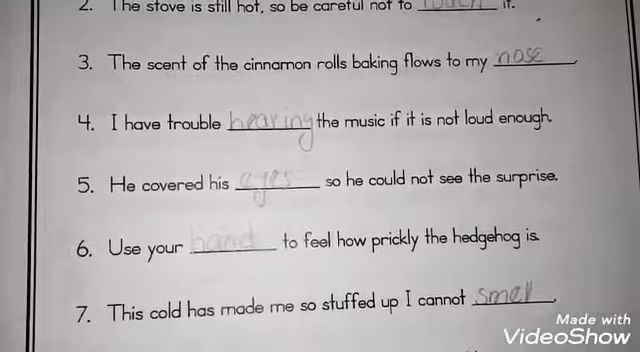 2. The stove is still hot, so be careful not to touch it.
3. The scent of the cinnamon rolls baking flows to my nose.
4. I have trouble hearing the music if it is not loud enough.
5. He covered his eyes so he could not see the surprise.
6. Use your hand to feel how prickly the hedgehog is.
7. This cold has made me so stuffed up I cannot smel.
Made with
VideoShow